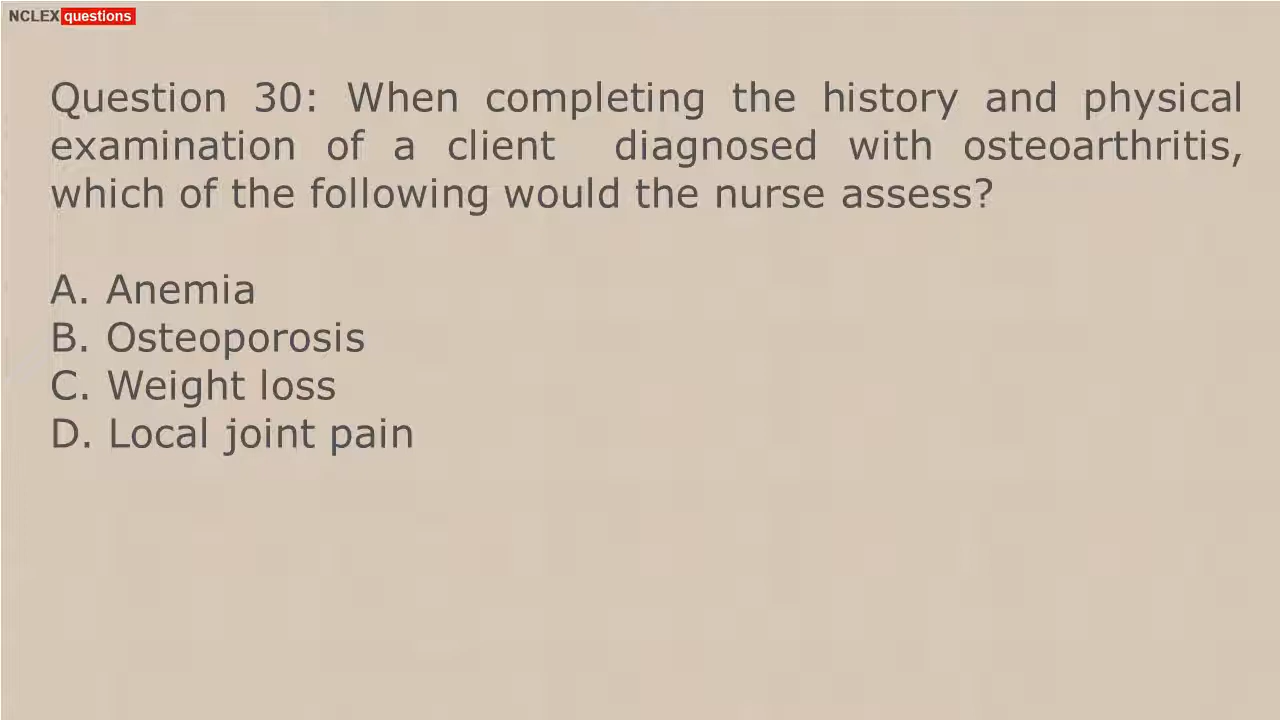 NCLEX questions
Question 30: When completing the history and physical
examination of a client diagnosed with osteoarthritis,
which of the following would the nurse assess?
A. Anemia
B. Osteoporosis
C. Weight loss
D. Local joint pain